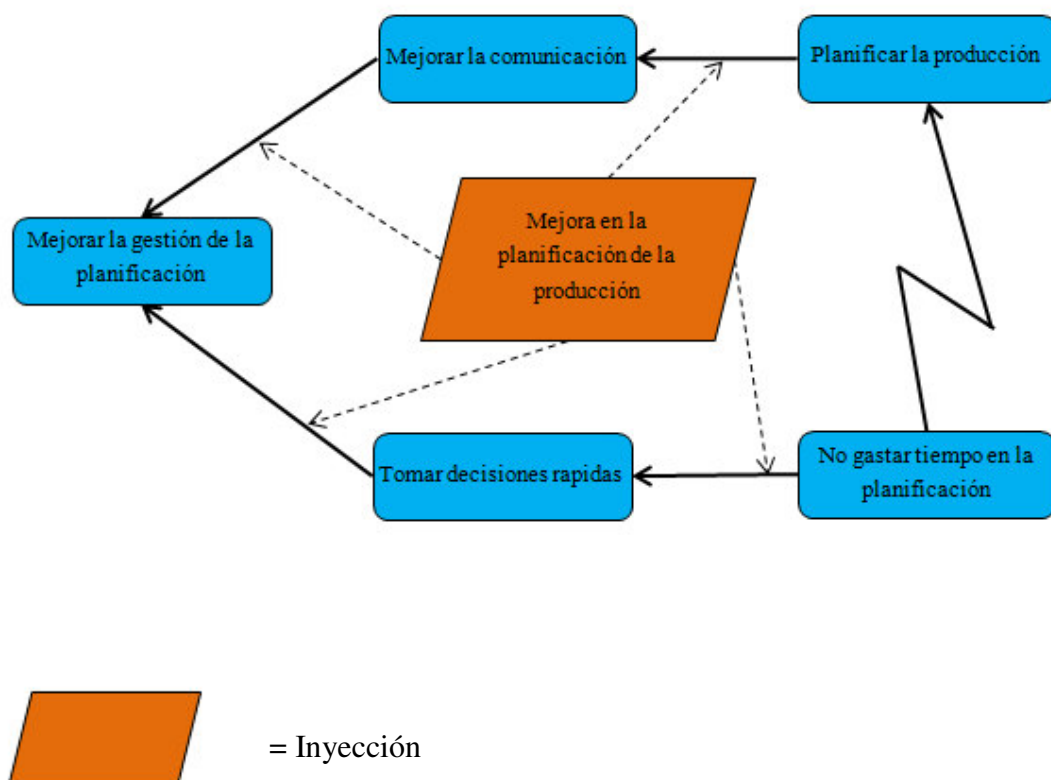 Mejorar la comunicación
Planificar la producción
Mejora en la
planificación de la
producción
Mejorar la gestión de la
planificación
Tomar decisiones rapidas
No gastar tiempo en la
planificación
= Inyección